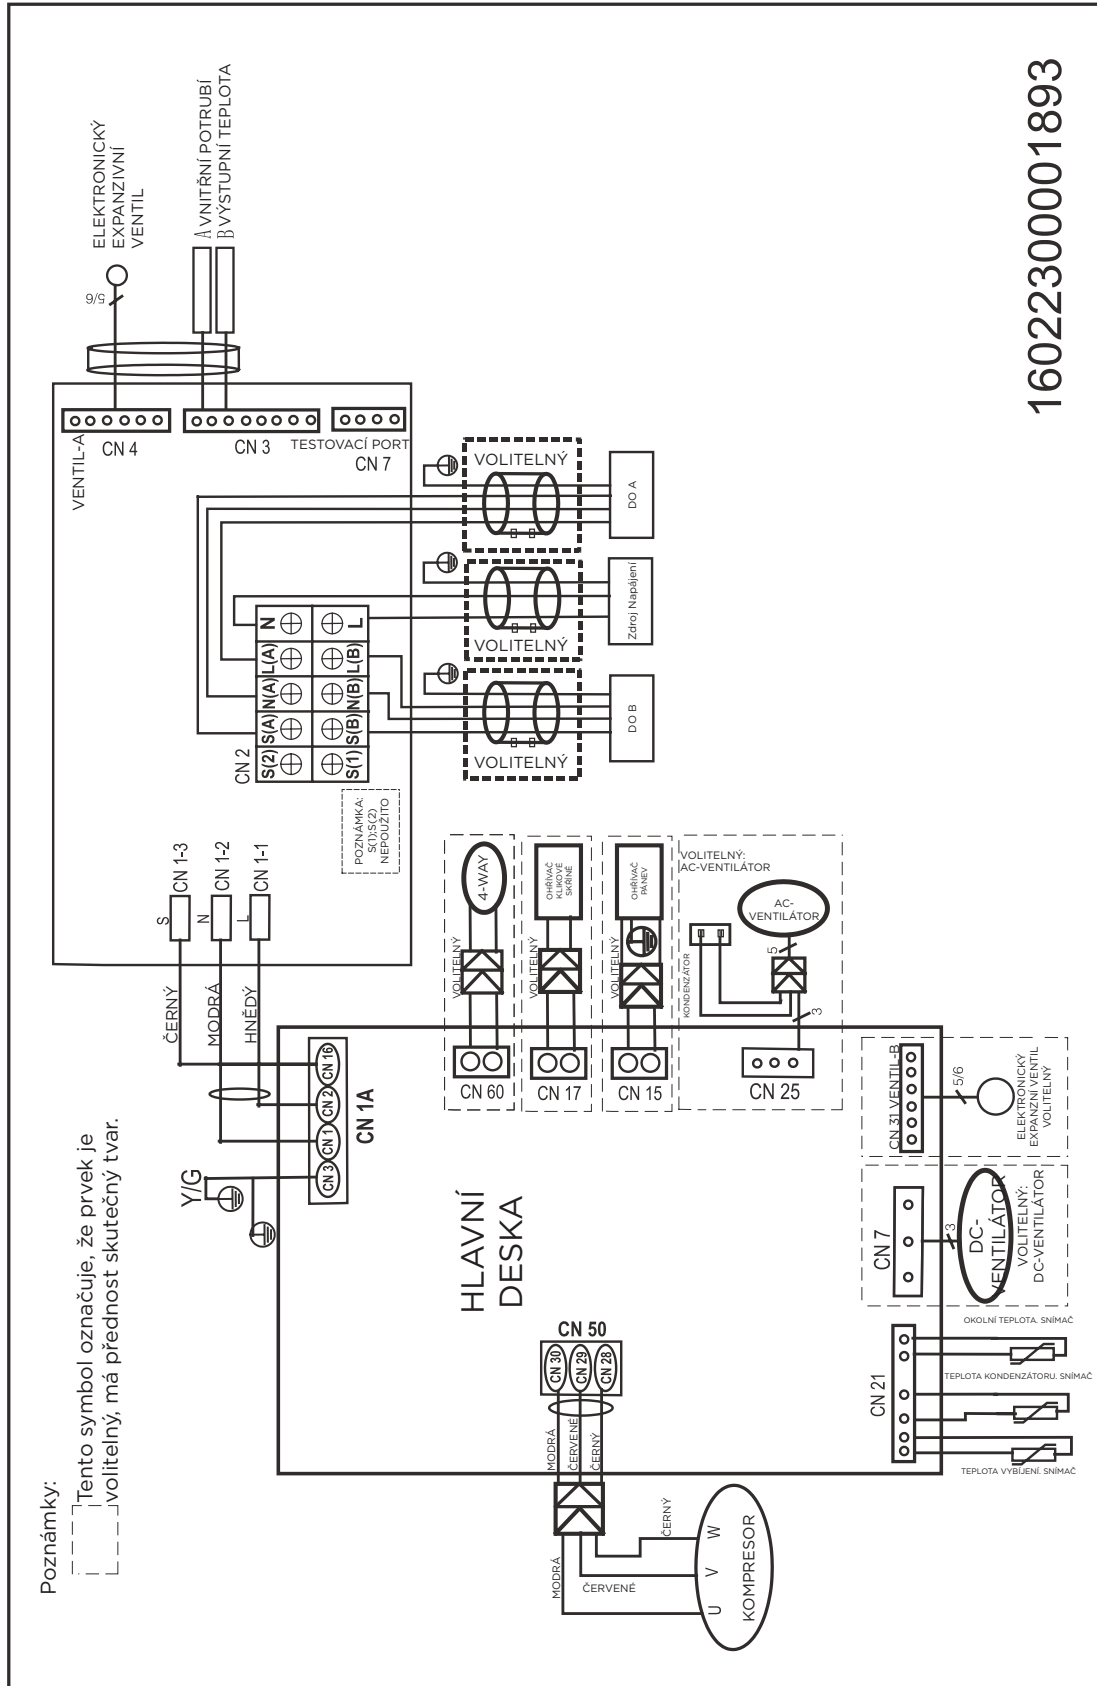 ELEKTRONICKÝ
EXPANZIVNÍ
VENTIL
A VNITŘNÍ POTRUBÍ
B VÝSTUPNÍ TEPLOTA
5/6
16022300001893
VENTIL-A
CN 4
CN 3
TESTOVACÍ PORT
CN 7
VOLITELNÝ
DO A
VOLITELNÝ
Zdroj Napájení
VOLITELNÝ
DO B
CN 2
N
L(A)
N(A)
S(A)
S(2)
L
L(B)
N(B)
S(B)
S(1)
POZNÁMKA:
S(1);S(2)
NEPOUŽITO
S
N
L
CN 1-3
CN 1-2
CN 1-1
ČERNÝ
MODRÁ
HNĚDÝ
CN 16
CN 2
CN 1
CN 3
CN 1A
Y/G
VOLITELNÝ
4-WAY
CN 60
VOLITELNÝ
OHŘÍVAČ
KLIKOVÉ
SKŘÍNĚ
CN 17
VOLITELNÝ
OHŘÍVAČ
PÁNEV
CN 15
VOLITELNÝ:
AC-VENTILÁTOR
KONDENZÁTOR
AC-
VENTILÁTOR
5
3
CN 25
CN 31 VENTIL-B
5/6
ELEKTRONICKÝ
EXPANZNÍ VENTIL
VOLITELNÝ
CN 7
3
DC-
VENTILÁTOR
VOLITELNÝ:
DC-VENTILÁTOR
HLAVNÍ
DESKA
CN 50
CN 30
CN 29
CN 28
MODRÁ
ČERVENÉ
ČERNÝ
MODRÁ
ČERVENÉ
ČERNÝ
U
V
W
KOMPRESOR
CN 21
OKOLNÍ TEPLOTA. SNÍMAČ
TEPLOTA KONDENZÁTORU. SNÍMAČ
TEPLOTA VYBÍJENÍ. SNÍMAČ
Poznámky:
Tento symbol označuje, že prvek je
volitelný, má přednost skutečný tvar.